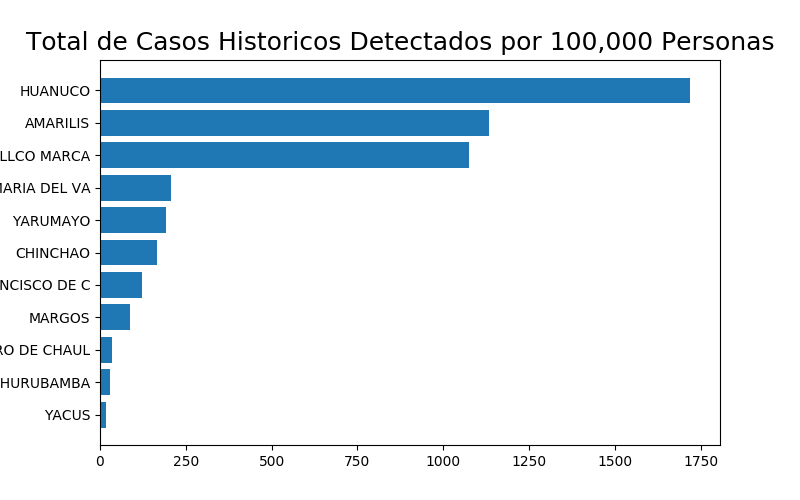 Total de Casos Historicos Detectados por 100,000 Personas
HUANUCO
AMARILIS
LLCO MARCA
MARIA DEL VA
YARUMAYO
CHINCHAO
NCISCO DE C
MARGOS
RO DE CHAUL
HURUBAMBA
YACUS
0 250 500 750 1000 1250 1500 1750